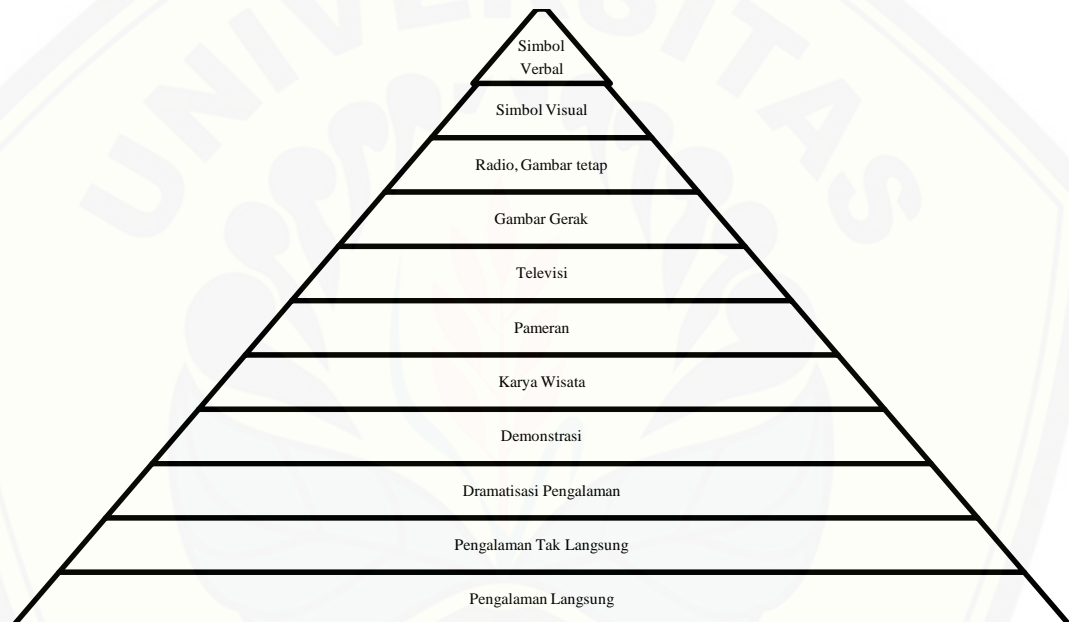 UNIVERSITAS
Simbol
Verbal
Simbol Visual
Radio, Gambar tetap
Gambar Gerak
Televisi
Pameran
Karya Wisata
Demonstrasi
Dramatisasi Pengalaman
Pengalaman Tak Langsung
Pengalaman Langsung